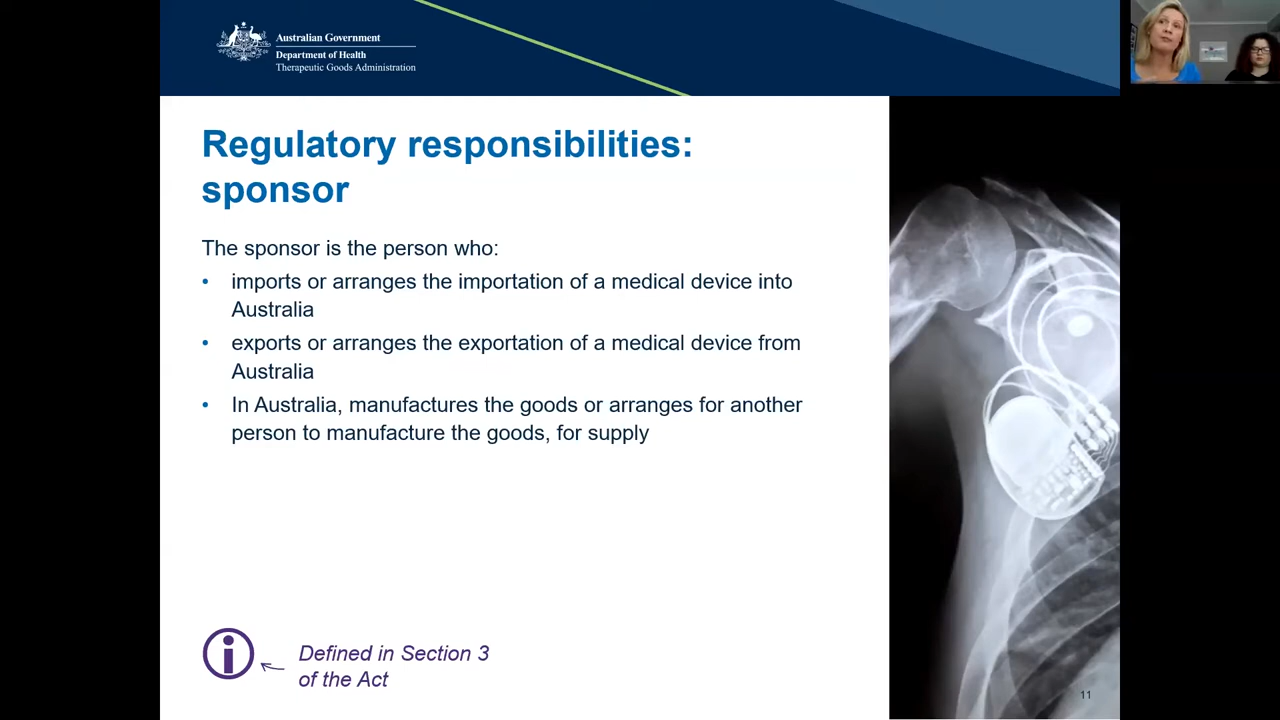 Australian Government
Department of Health
Therapeutic Goods Administration
Regulatory responsibilities:
sponsor
The sponsor is the person who:
• imports or arranges the importation of a medical device into
Australia
• exports or arranges the exportation of a medical device from
Australia
• In Australia, manufactures the goods or arranges for another
person to manufacture the goods, for supply
i
Defined in Section 3
of the Act
11